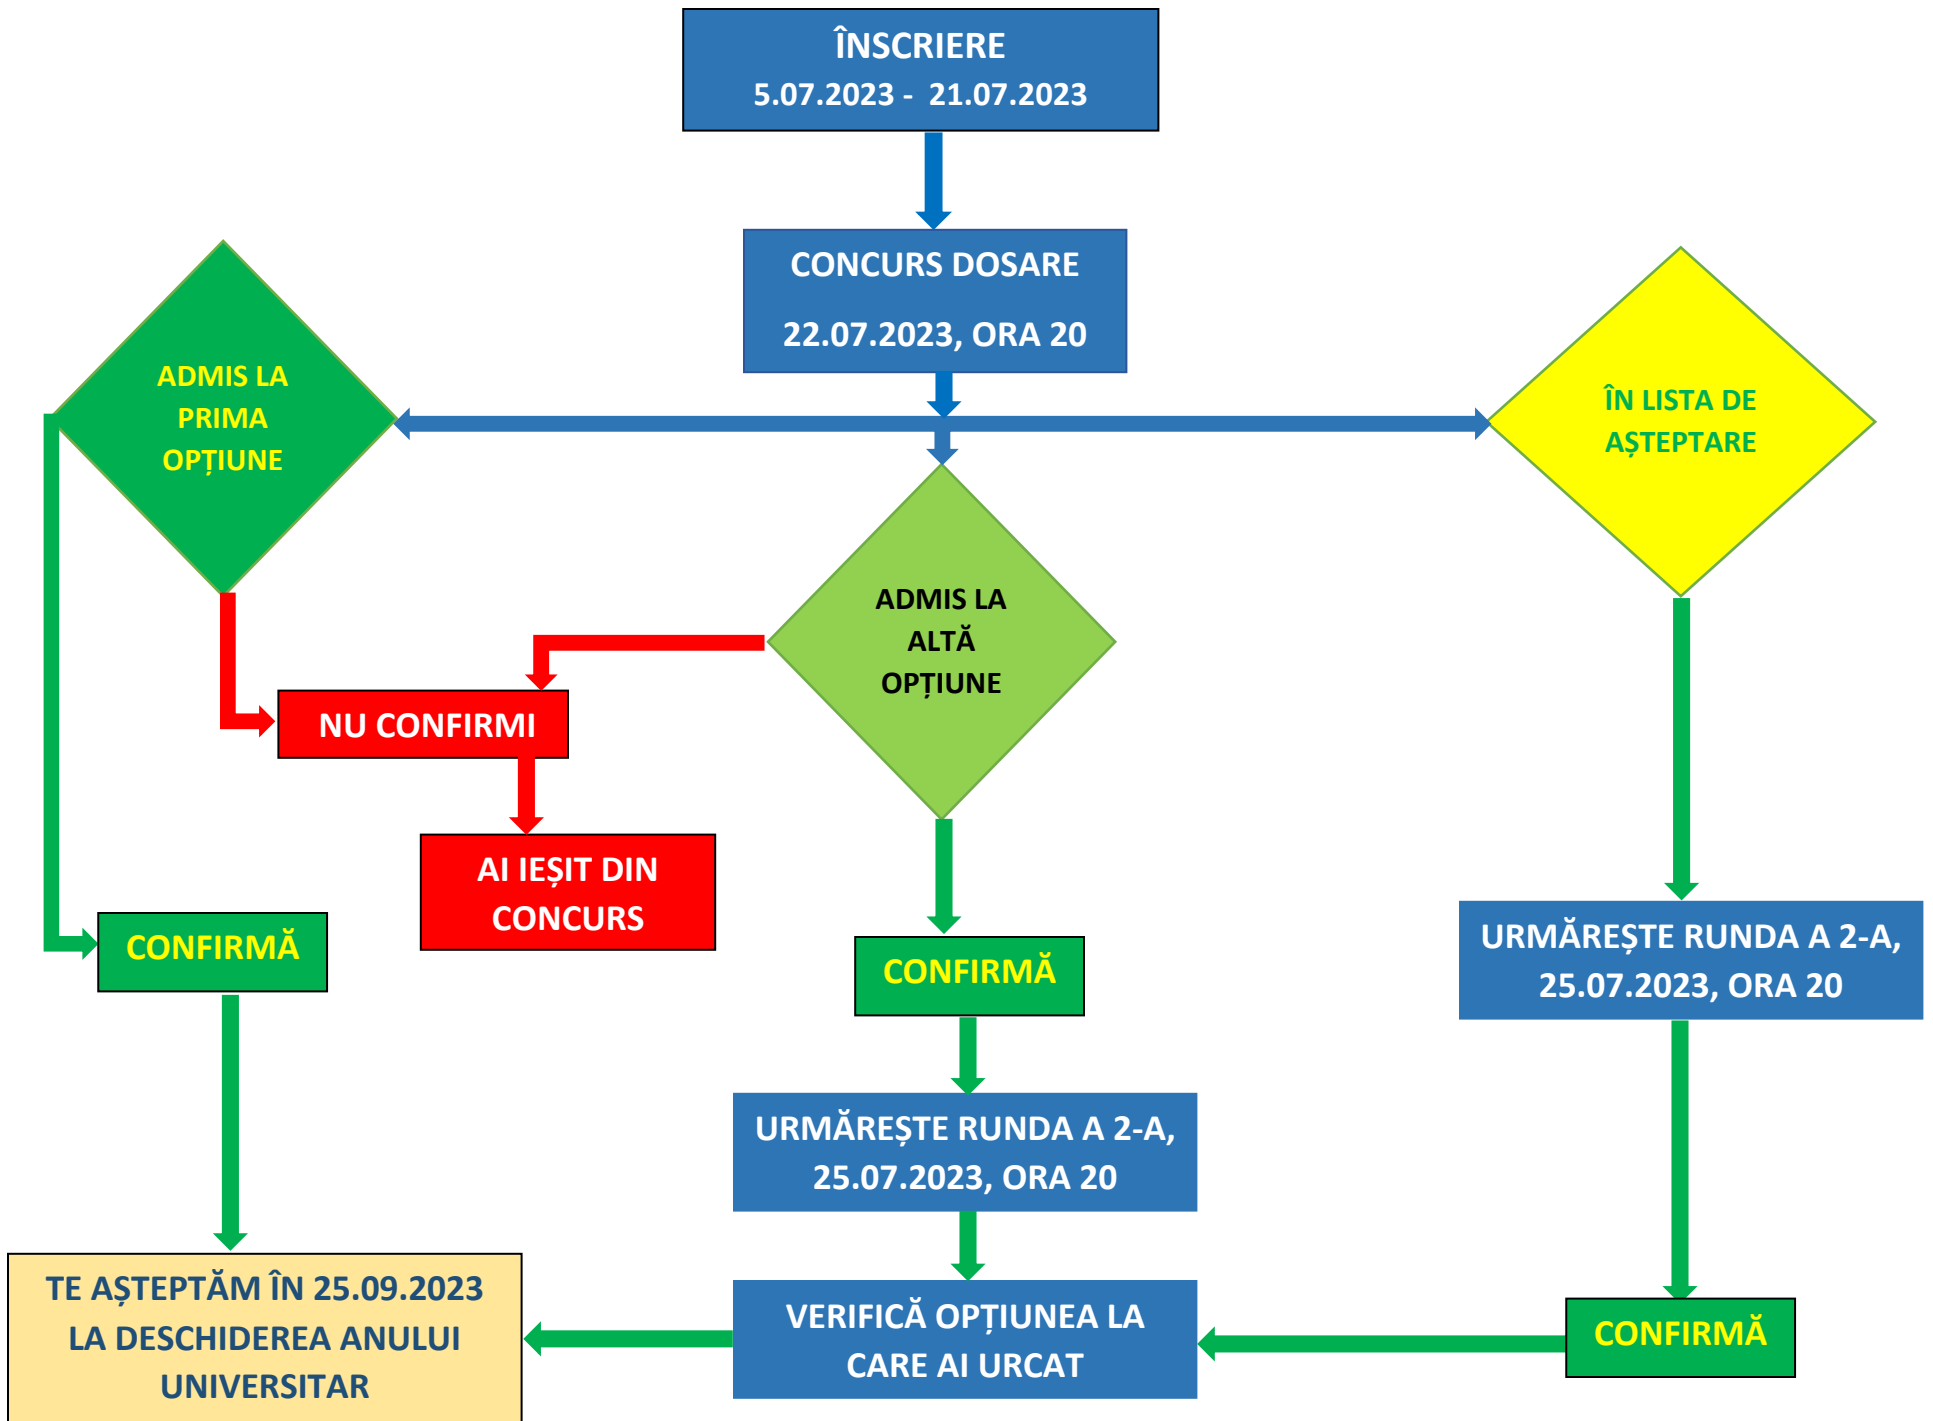 ÎNSCRIERE
5.07.2023 - 21.07.2023
CONCURS DOSARE
22.07.2023, ORA 20
ADMIS LA
PRIMA
OPȚIUNE
ÎN LISTA DE
AȘTEPTARE
ADMIS LA
ALTĂ
OPȚIUNE
NU CONFIRMI
AI IEȘIT DIN
CONCURS
CONFIRMĂ
CONFIRMĂ
URMĂREȘTE RUNDA A 2-A,
25.07.2023, ORA 20
URMĂREȘTE RUNDA A 2-A,
25.07.2023, ORA 20
TE AȘTEPTĂM ÎN 25.09.2023
LA DESCHIDEREA ANULUI
UNIVERSITAR
VERIFICĂ OPȚIUNEA LA
CARE AI URCAT
CONFIRMĂ